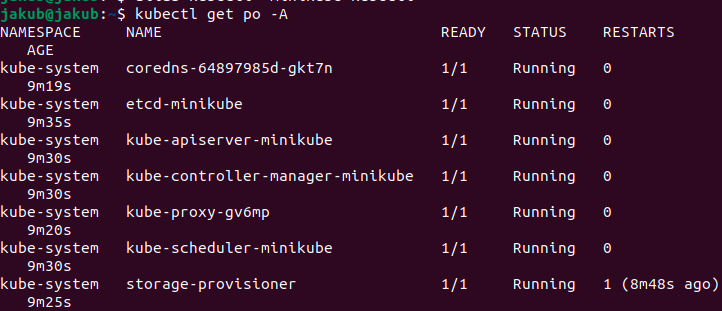 jakub@jakub:~$ kubectl get po -A
NAMESPACE     NAME                               READY   STATUS    RESTARTS
   AGE
kube-system   coredns-64897985d-gkt7n            1/1     Running   0
   9m19s
kube-system   etcd-minikube                      1/1     Running   0
   9m35s
kube-system   kube-apiserver-minikube            1/1     Running   0
   9m30s
kube-system   kube-controller-manager-minikube   1/1     Running   0
   9m30s
kube-system   kube-proxy-gv6mp                   1/1     Running   0
   9m20s
kube-system   kube-scheduler-minikube            1/1     Running   0
   9m30s
kube-system   storage-provisioner                1/1     Running   1 (8m48s ago)
   9m25s